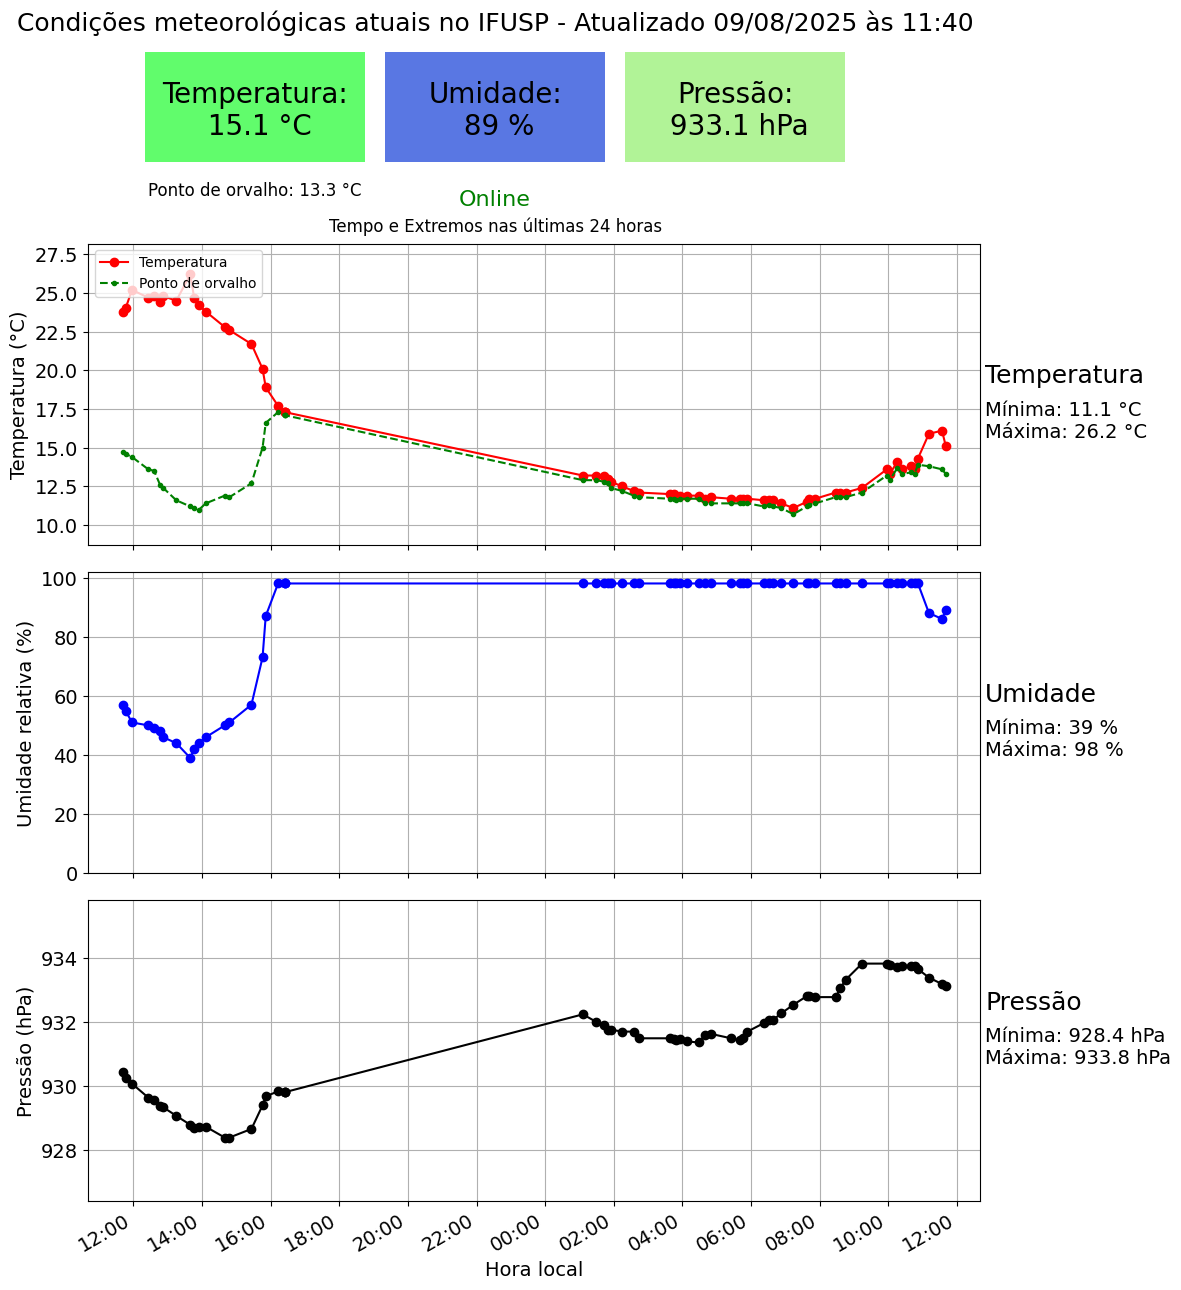 Condições meteorológicas atuais no IFUSP - Atualizado 09/08/2025 às 11:40
Temperatura:
15.1 °C
Umidade:
89 %
Pressão:
933.1 hPa
Ponto de orvalho: 13.3 °C
Online
Tempo e Extremos nas últimas 24 horas
Temperatura
Ponto de orvalho
Temperatura (°C)
27.5
25.0
22.5
20.0
17.5
15.0
12.5
10.0
Temperatura
Mínima: 11.1 °C
Máxima: 26.2 °C
Umidade relativa (%)
100
80
60
40
20
0
Umidade
Mínima: 39 %
Máxima: 98 %
Pressão (hPa)
934
932
930
928
Pressão
Mínima: 928.4 hPa
Máxima: 933.8 hPa
12:00
14:00
16:00
18:00
20:00
22:00
00:00
02:00
04:00
06:00
08:00
10:00
12:00
Hora local